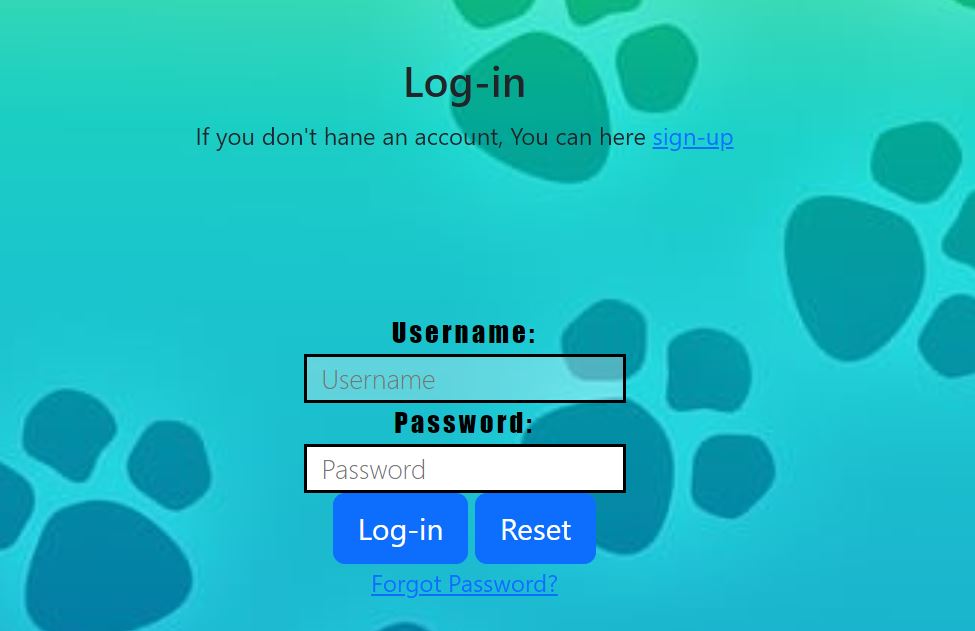 Log-in
If you don't hane an account, You can here sign-up
Username:
Username
Password:
Password
Log-in Reset
Forgot Password?